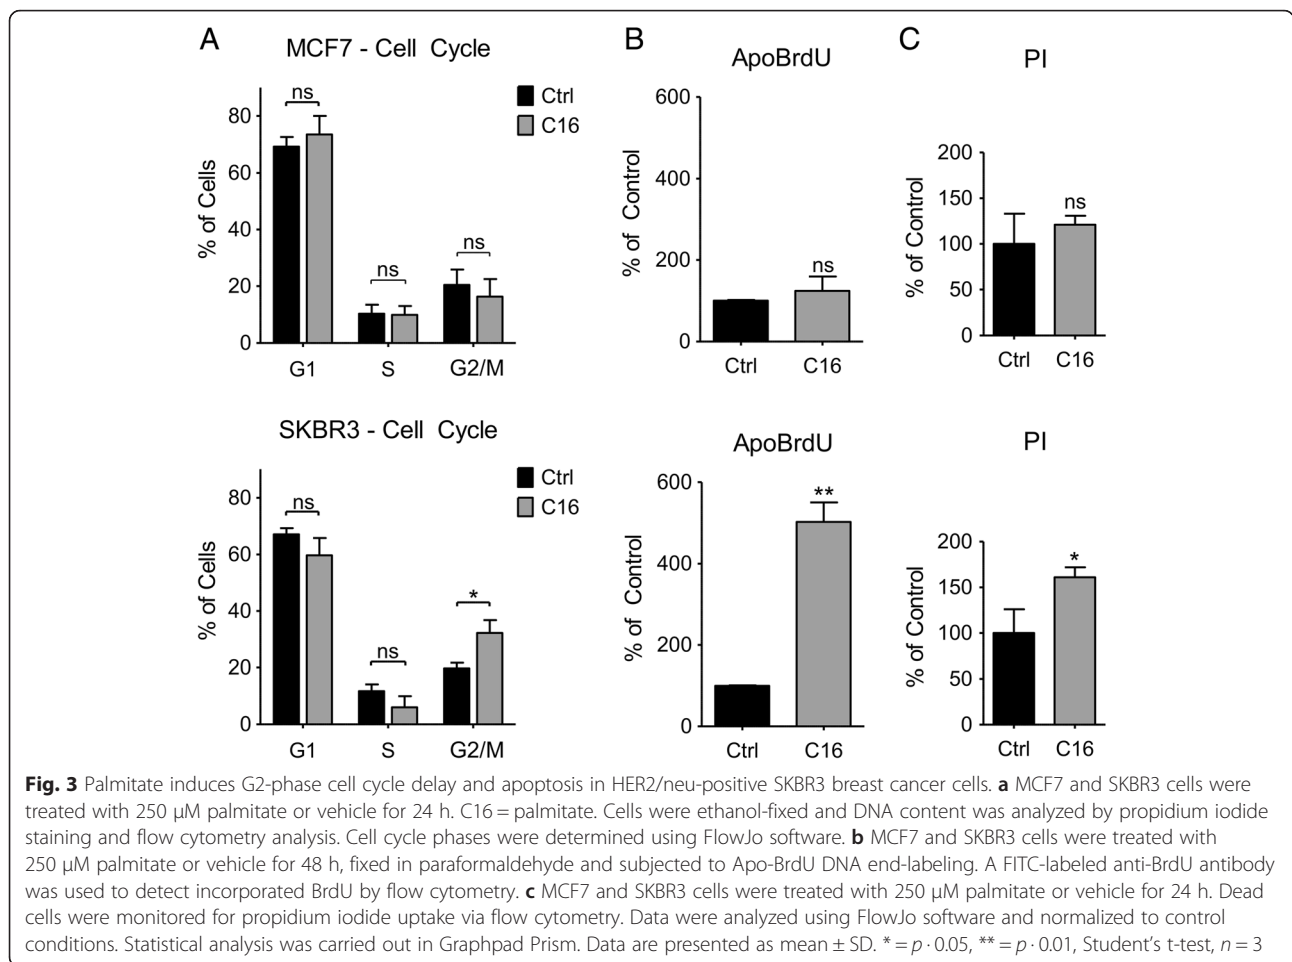 A
MCF7 - Cell Cycle
% of Cells
80
60
40
20
0
ns
ns
ns
G1
S
G2/M
Ctrl
C16
B
ApoBrdU
% of Control
600
400
200
0
ns
Ctrl
C16
C
PI
% of Control
200
150
100
50
0
ns
Ctrl
C16
SKBR3 - Cell Cycle
% of Cells
80
60
40
20
0
ns
ns
*
G1
S
G2/M
Ctrl
C16
ApoBrdU
% of Control
600
400
200
0
**
Ctrl
C16
PI
% of Control
200
150
100
50
0
*
Ctrl
C16
Fig. 3 Palmitate induces G2-phase cell cycle delay and apoptosis in HER2/neu-positive SKBR3 breast cancer cells. a MCF7 and SKBR3 cells were
treated with 250 μM palmitate or vehicle for 24 h. C16 = palmitate. Cells were ethanol-fixed and DNA content was analyzed by propidium iodide
staining and flow cytometry analysis. Cell cycle phases were determined using FlowJo software. b MCF7 and SKBR3 cells were treated with
250 μM palmitate or vehicle for 48 h, fixed in paraformaldehyde and subjected to Apo-BrdU DNA end-labeling. A FITC-labeled anti-BrdU antibody
was used to detect incorporated BrdU by flow cytometry. c MCF7 and SKBR3 cells were treated with 250 μM palmitate or vehicle for 24 h. Dead
cells were monitored for propidium iodide uptake via flow cytometry. Data were analyzed using FlowJo software and normalized to control
conditions. Statistical analysis was carried out in Graphpad Prism. Data are presented as mean ± SD. * = p · 0.05, ** = p · 0.01, Student's t-test, n = 3